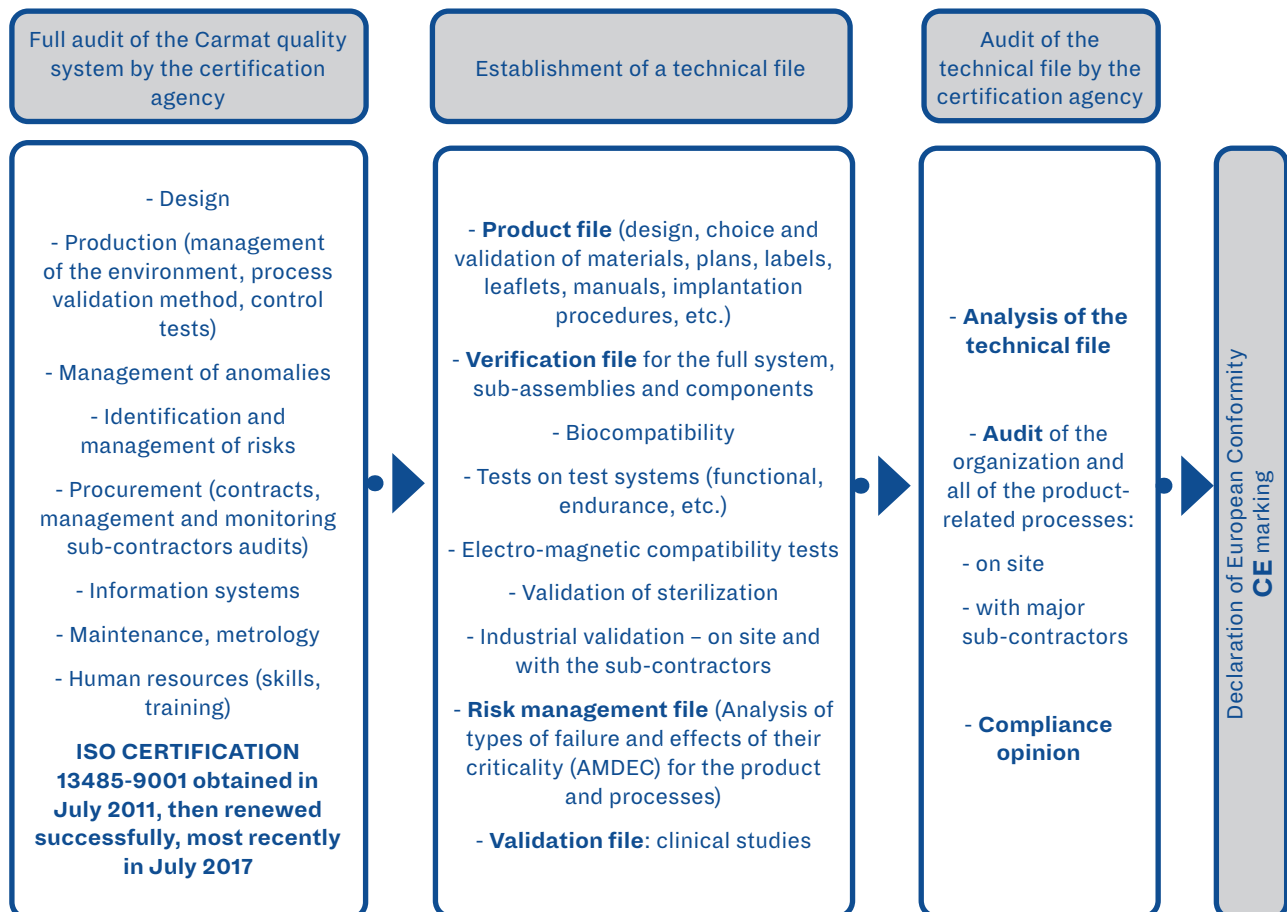 Full audit of the Carmat quality
system by the certification
agency
- Design
- Production (management
of the environment, process
validation method, control
tests)
- Management of anomalies
- Identification and
management of risks
- Procurement (contracts,
management and monitoring
sub-contractors audits)
- Information systems
- Maintenance, metrology
- Human resources (skills,
training)
ISO CERTIFICATION
13485-9001 obtained in
July 2011, then renewed
successfully, most recently
in July 2017
Establishment of a technical file
- Product file (design, choice and
validation of materials, plans, labels,
leaflets, manuals, implantation
procedures, etc.)
- Verification file for the full system,
sub-assemblies and components
- Biocompatibility
- Tests on test systems (functional,
endurance, etc.)
- Electro-magnetic compatibility tests
- Validation of sterilization
- Industrial validation – on site and
with the sub-contractors
- Risk management file (Analysis of
types of failure and effects of their
criticality (AMDEC) for the product
and processes)
- Validation file: clinical studies
Audit of the
technical file by the
certification agency
- Analysis of the
technical file
- Audit of the
organization and
all of the product-
related processes:
- on site
- with major
sub-contractors
- Compliance
opinion
Declaration of European Conformity
CE marking